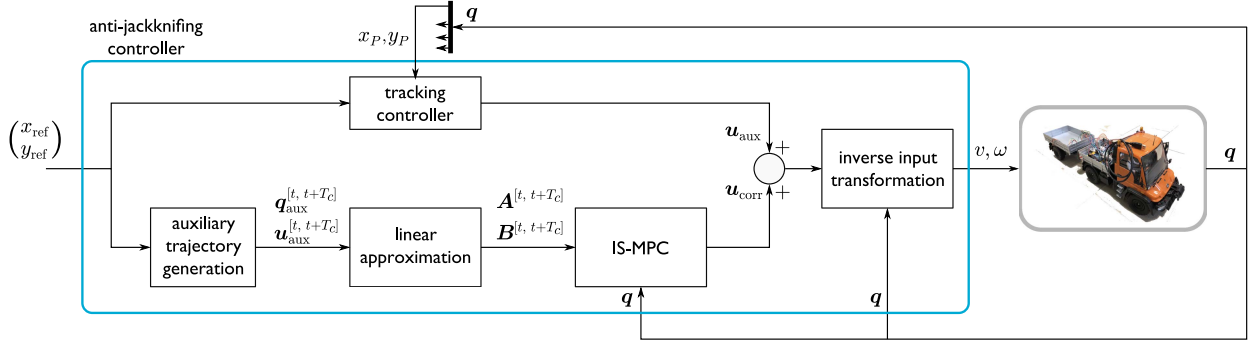 anti-jackknifing
controller
q
x_P, y_P
tracking
controller
(x_ref
y_ref)
u_aux
+
v, ω
q
inverse input
transformation
u_corr
+
q_aux^[t, t+T_c]
u_aux^[t, t+T_c]
A^[t, t+T_c]
B^[t, t+T_c]
auxiliary
trajectory
generation
linear
approximation
IS-MPC
q
q